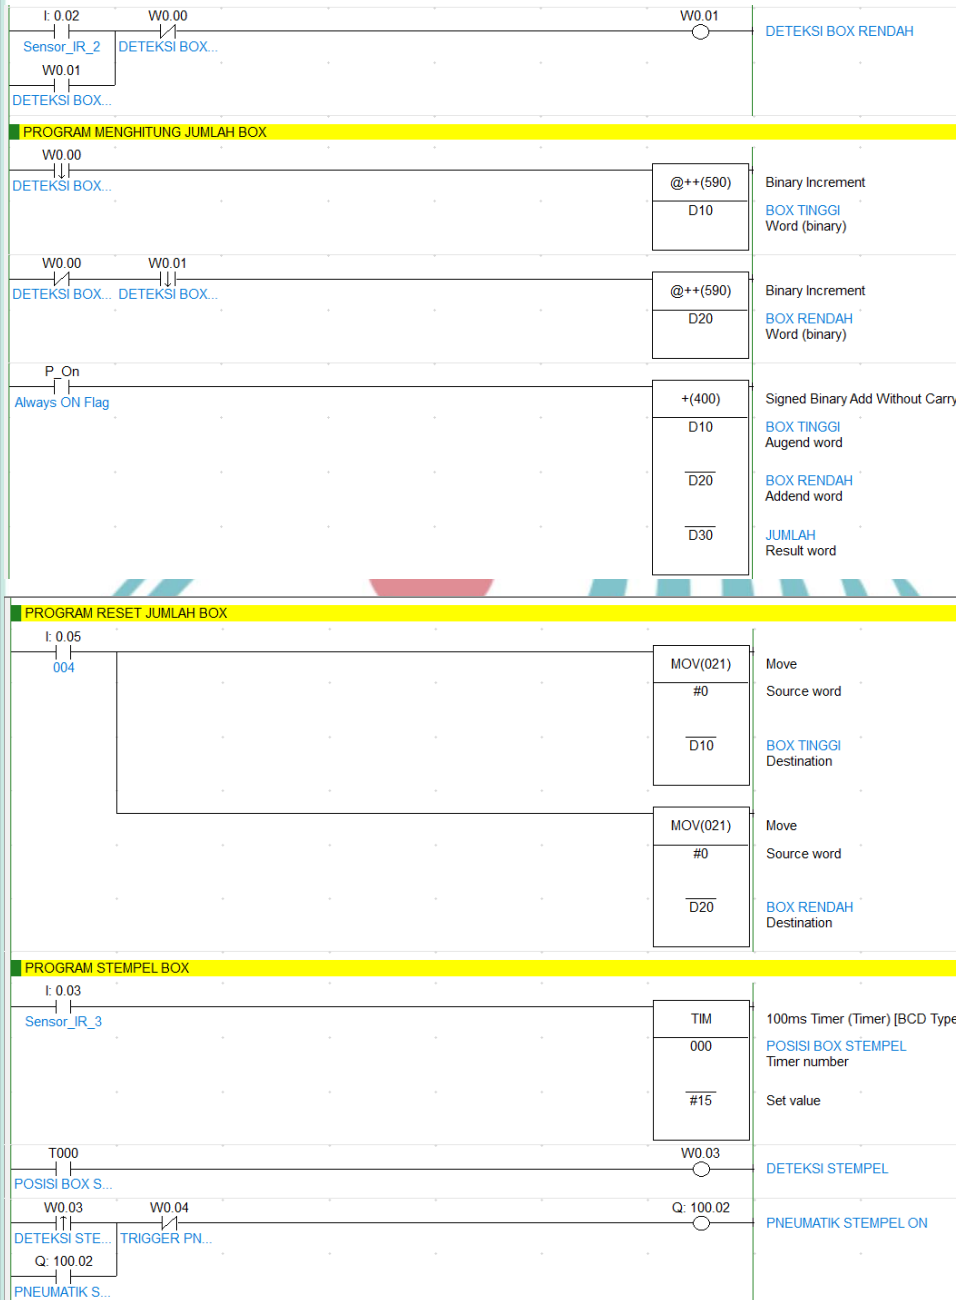 I: 0.02 W0.00 W0.01
DETEKSI BOX RENDAH
Sensor_IR_2 DETEKSI BOX...
W0.01
DETEKSI BOX...
PROGRAM MENGHITUNG JUMLAH BOX
W0.00
DETEKSI BOX...
@++(590) Binary Increment
D10 BOX TINGGI
Word (binary)
W0.00 W0.01
DETEKSI BOX... DETEKSI BOX...
@++(590) Binary Increment
D20 BOX RENDAH
Word (binary)
P_On
Always ON Flag
+(400) Signed Binary Add Without Carry
D10 BOX TINGGI
Augend word
D20 BOX RENDAH
Addend word
D30 JUMLAH
Result word
PROGRAM RESET JUMLAH BOX
I: 0.05
004
MOV(021) Move
#0 Source word
D10 BOX TINGGI
Destination
MOV(021) Move
#0 Source word
D20 BOX RENDAH
Destination
PROGRAM STEMPEL BOX
I: 0.03
Sensor_IR_3
TIM 100ms Timer (Timer) [BCD Type
000 POSISI BOX STEMPEL
Timer number
#15 Set value
T000 W0.03
DETEKSI STEMPEL
POSISI BOX S...
W0.03 W0.04 Q: 100.02
PNEUMATIK STEMPEL ON
DETEKSI STE... TRIGGER PN...
Q: 100.02
PNEUMATIK S...